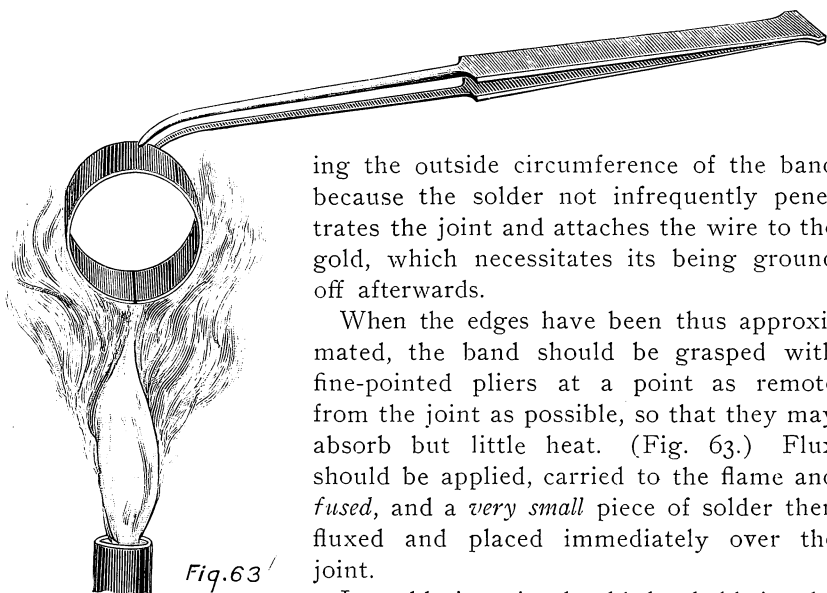 ing the outside circumference of the band
because the solder not infrequently pene
trates the joint and attaches the wire to the
gold, which necessitates its being ground
off afterwards.
When the edges have been thus approxi
mated, the band should be grasped with
fine-pointed pliers at a point as remote
from the joint as possible, so that they may
absorb but little heat. (Fig. 63.) Flux
should be applied, carried to the flame and
fused, and a very small piece of solder then
fluxed and placed immediately over the
joint.
Fig. 63